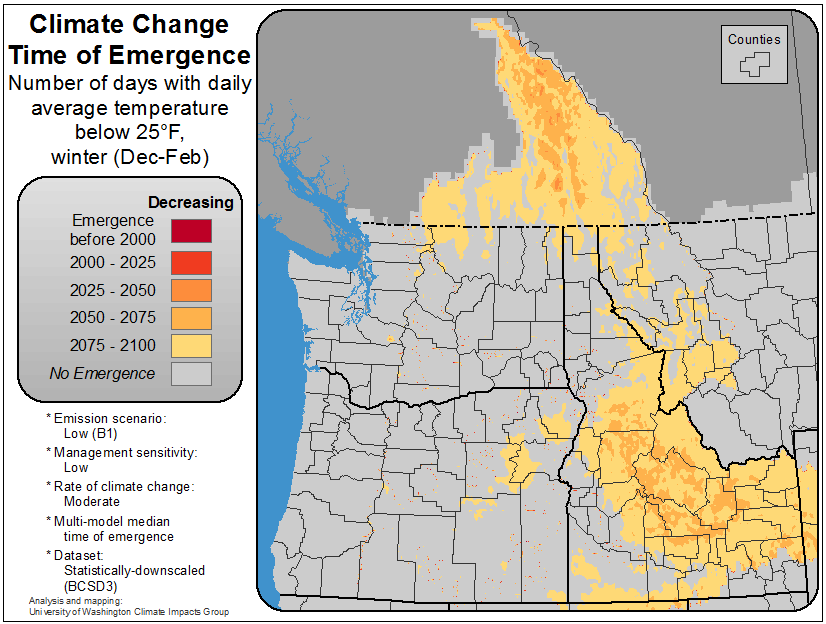 Climate Change
Time of Emergence
Number of days with daily
average temperature
below 25°F,
winter (Dec-Feb)
Decreasing
Emergence
before 2000
2000 - 2025
2025 - 2050
2050 - 2075
2075 - 2100
No Emergence
* Emission scenario:
Low (B1)
* Management sensitivity:
Low
* Rate of climate change:
Moderate
* Multi-model median
time of emergence
* Dataset:
Statistically-downscaled
(BCSD3)
Analysis and mapping:
University of Washington Climate Impacts Group
Counties